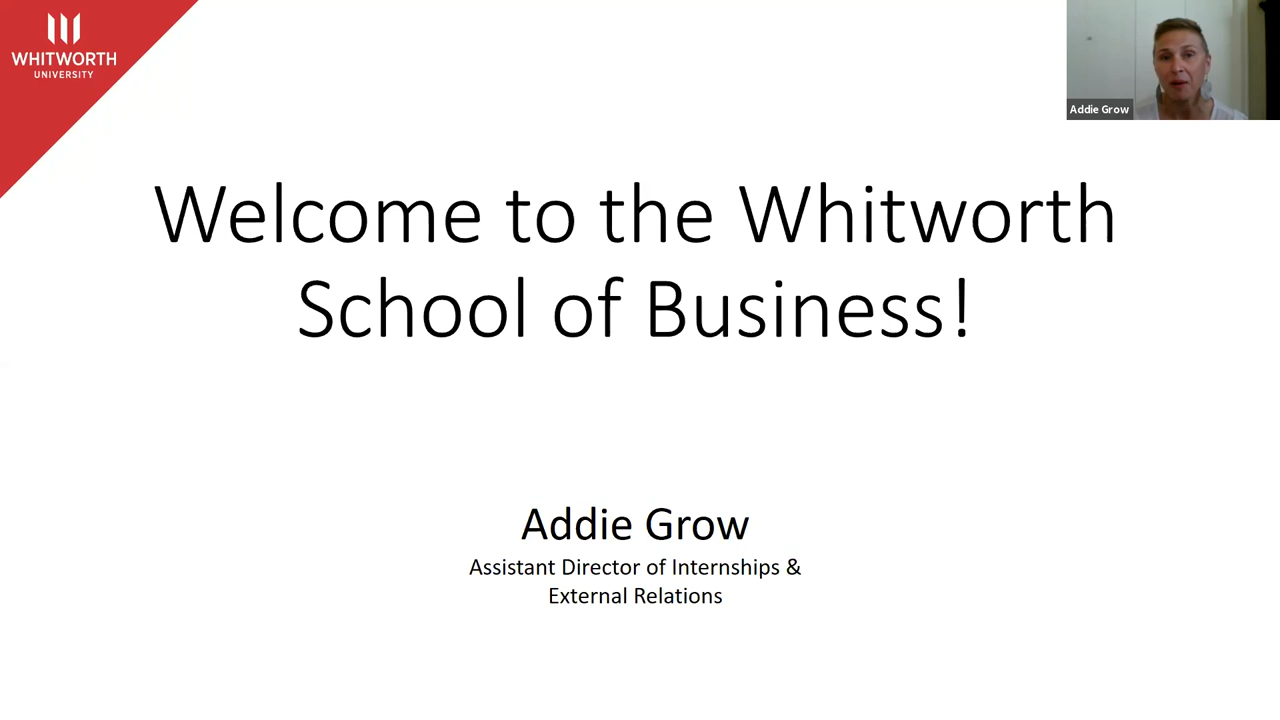 WHITWORTH
UNIVERSITY
Addie Grow
Welcome to the Whitworth
School of Business!
Addie Grow
Assistant Director of Internships &
External Relations